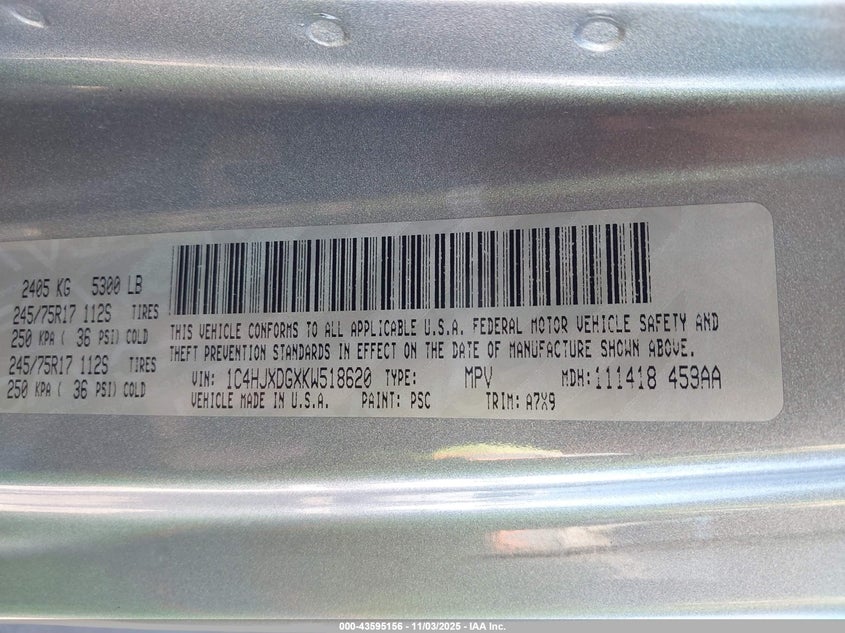 2405 KG 5300 LB
245/75R17 112S TIRES
250 KPA ( 36 PSI) COLD
245/75R17 112S TIRES
250 KPA ( 36 PSI) COLD
THIS VEHICLE CONFORMS TO ALL APPLICABLE U.S.A. FEDERAL MOTOR VEHICLE SAFETY AND
THEFT PREVENTION STANDARDS IN EFFECT ON THE DATE OF MANUFACTURE SHOWN ABOVE.
VIN: 1C4HJXDGXKW518620 TYPE: MPV MDH:111418 459AA
VEHICLE MADE IN U.S.A. PAINT: PSC TRIM: A7X9
000-43595156 - 11/03/2025 - IAA Inc.